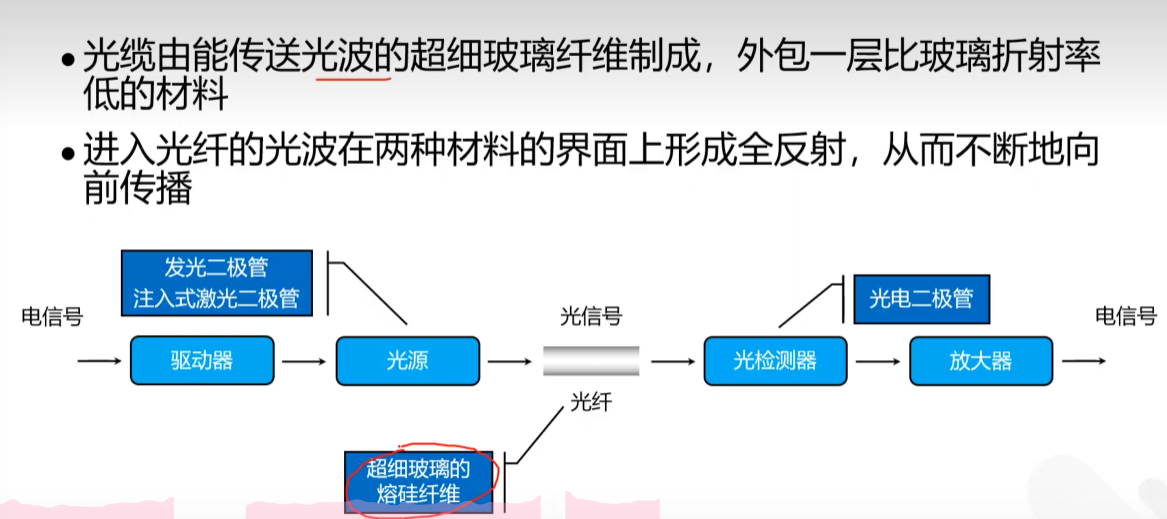 •光缆由能传送光波的超细玻璃纤维制成，外包一层比玻璃折射率
低的材料
•进入光纤的光波在两种材料的界面上形成全反射，从而不断地向
前传播
发光二极管
注入式激光二极管
光电二极管
电信号
光信号
电信号
驱动器
光源
光检测器
放大器
光纤
超细玻璃的
熔硅纤维